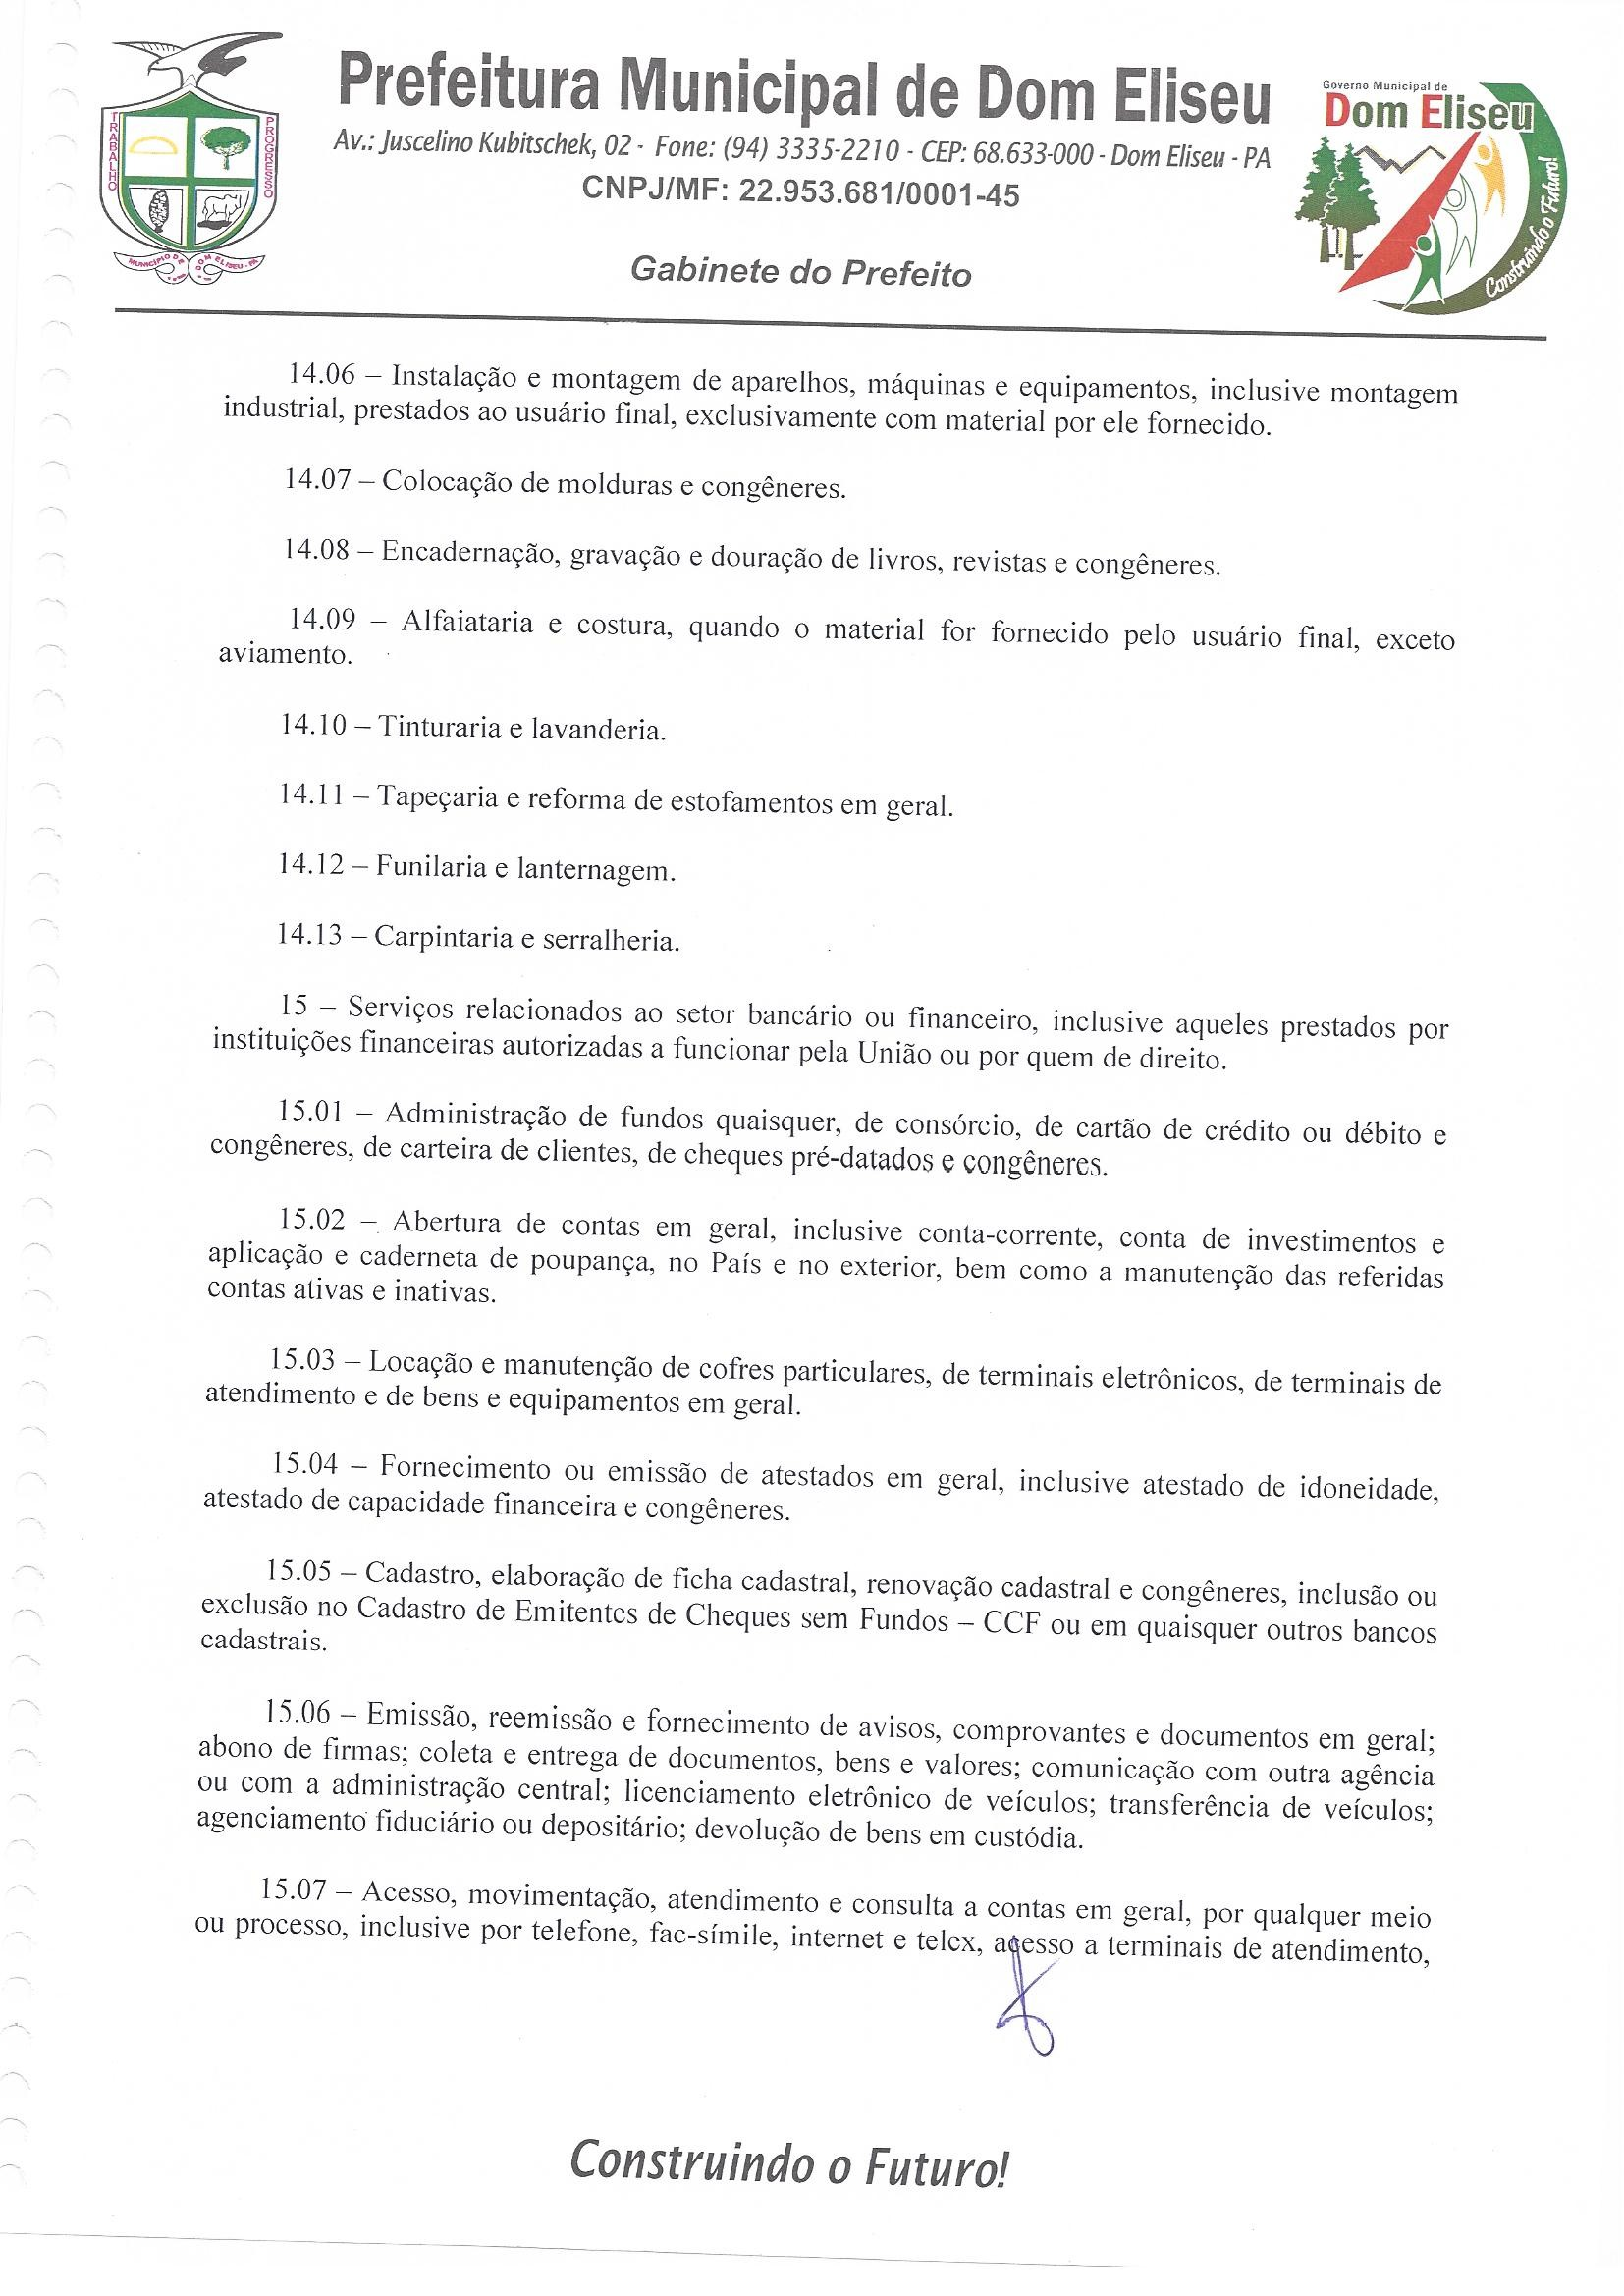 Prefeitura Municipal de Dom Eliseu
Av.: Juscelino Kubitschek, 02 - Fone: (94) 3335-2210 - CEP: 68.633-000 - Dom Eliseu - PA
CNPJ/MF: 22.953.681/0001-45
Gabinete do Prefeito
TRABALHO
PROGRESSO
MUNICÍPIO DE DOM ELISEU - PA
Governo Municipal de
Dom Eliseu
Construindo o Futuro!
14.06 – Instalação e montagem de aparelhos, máquinas e equipamentos, inclusive montagem
industrial, prestados ao usuário final, exclusivamente com material por ele fornecido.
14.07 – Colocação de molduras e congêneres.
14.08 – Encadernação, gravação e douração de livros, revistas e congêneres.
14.09 – Alfaiataria e costura, quando o material for fornecido pelo usuário final, exceto
aviamento.
14.10 – Tinturaria e lavanderia.
14.11 – Tapeçaria e reforma de estofamentos em geral.
14.12 – Funilaria e lanternagem.
14.13 – Carpintaria e serralheria.
15 – Serviços relacionados ao setor bancário ou financeiro, inclusive aqueles prestados por
instituições financeiras autorizadas a funcionar pela União ou por quem de direito.
15.01 – Administração de fundos quaisquer, de consórcio, de cartão de crédito ou débito e
congêneres, de carteira de clientes, de cheques pré-datados e congêneres.
15.02 – Abertura de contas em geral, inclusive conta-corrente, conta de investimentos e
aplicação e caderneta de poupança, no País e no exterior, bem como a manutenção das referidas
contas ativas e inativas.
15.03 – Locação e manutenção de cofres particulares, de terminais eletrônicos, de terminais de
atendimento e de bens e equipamentos em geral.
15.04 – Fornecimento ou emissão de atestados em geral, inclusive atestado de idoneidade,
atestado de capacidade financeira e congêneres.
15.05 – Cadastro, elaboração de ficha cadastral, renovação cadastral e congêneres, inclusão ou
exclusão no Cadastro de Emitentes de Cheques sem Fundos – CCF ou em quaisquer outros bancos
cadastrais.
15.06 – Emissão, reemissão e fornecimento de avisos, comprovantes e documentos em geral;
abono de firmas; coleta e entrega de documentos, bens e valores; comunicação com outra agência
ou com a administração central; licenciamento eletrônico de veículos; transferência de veículos;
agenciamento fiduciário ou depositário; devolução de bens em custódia.
15.07 – Acesso, movimentação, atendimento e consulta a contas em geral, por qualquer meio
ou processo, inclusive por telefone, fac-símile, internet e telex, acesso a terminais de atendimento,
Construindo o Futuro!